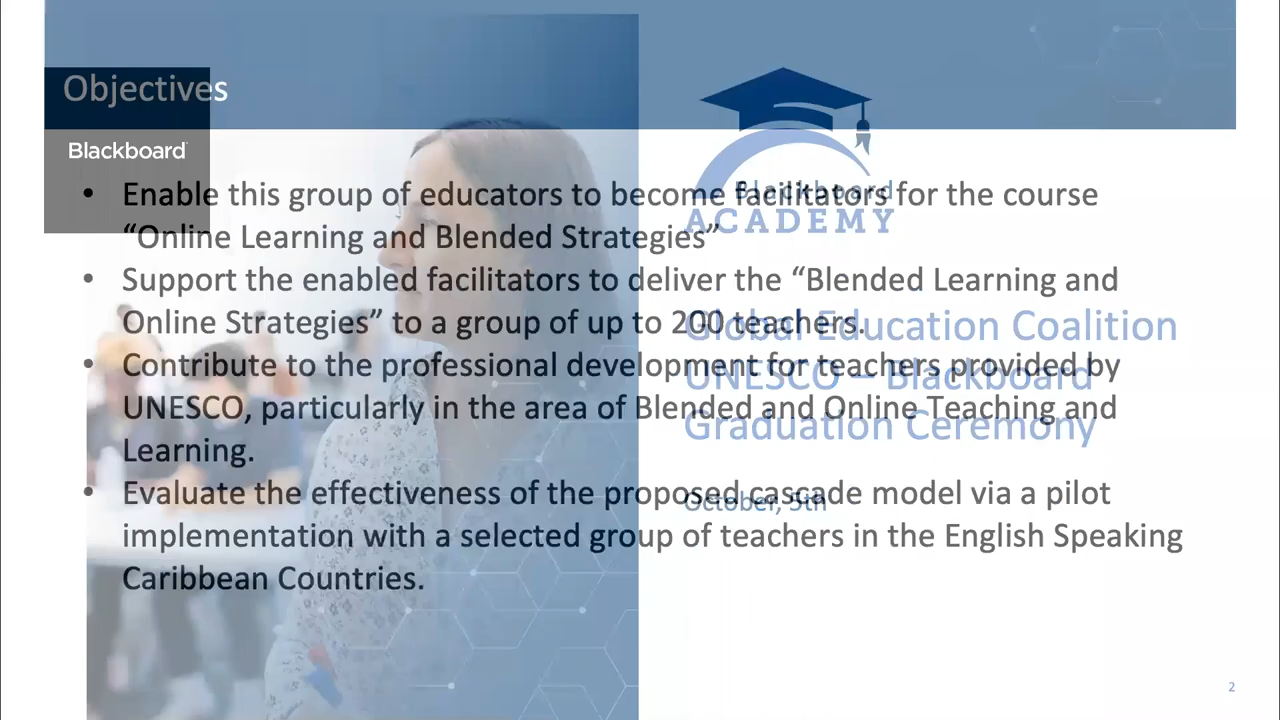 Objectives
Blackboard
• Enable this group of educators to become facilitators for the course
“Online Learning and Blended Strategies”
• Support the enabled facilitators to deliver the “Blended Learning and
Online Strategies” to a group of up to 200 teachers.
• Contribute to the professional development for teachers provided by
UNESCO, particularly in the area of Blended and Online Teaching and
Learning.
• Evaluate the effectiveness of the proposed cascade model via a pilot
implementation with a selected group of teachers in the English Speaking
Caribbean Countries.
Blackboard
ACADEMY
Global Education Coalition
UNESCO – Blackboard
Graduation Ceremony
October, 5th
2